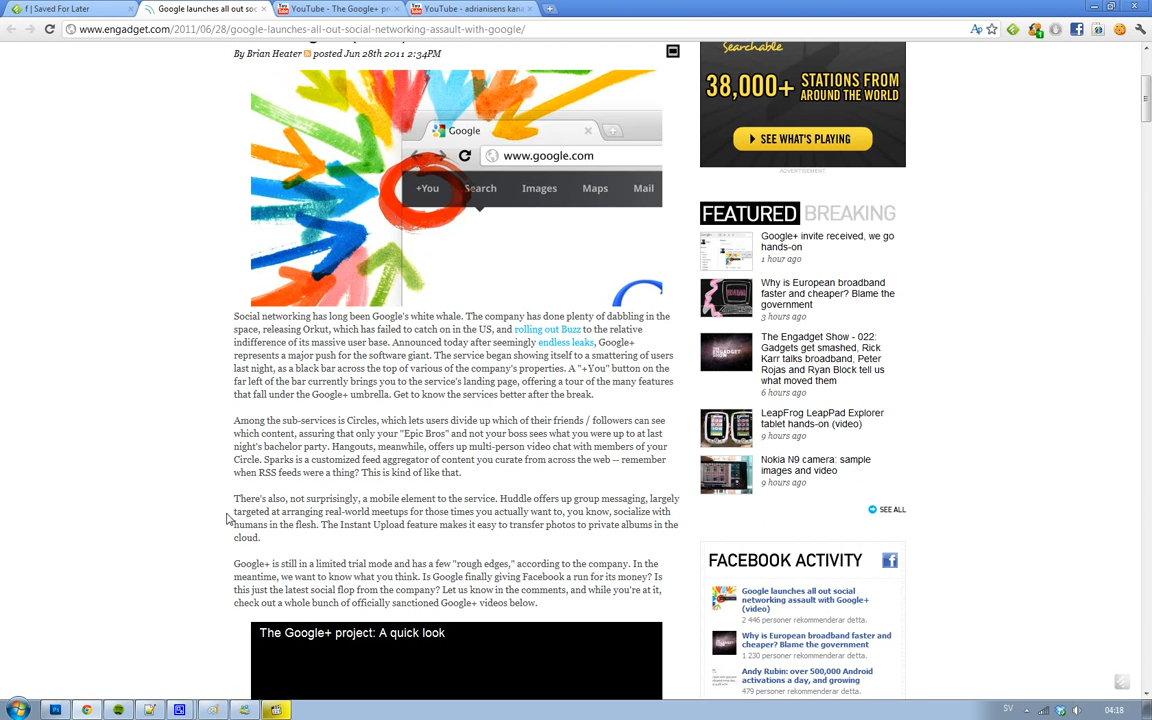 f | Saved For Later
Google launches all out soc
YouTube - The Google+ pr
YouTube - adrianisens kana
www.engadget.com/2011/06/28/google-launches-all-out-social-networking-assault-with-google/
By Brian Heater posted Jun 28th 2011 2:34PM
Google
www.google.com
+You Search Images Maps Mail
Social networking has long been Google's white whale. The company has done plenty of dabbling in the
space, releasing Orkut, which has failed to catch on in the US, and rolling out Buzz to the relative
indifference of its massive user base. Announced today after seemingly endless leaks, Google+
represents a major push for the software giant. The service began showing itself to a smattering of users
last night, as a black bar across the top of various of the company's properties. A "+You" button on the
far left of the bar currently brings you to the service's landing page, offering a tour of the many features
that fall under the Google+ umbrella. Get to know the services better after the break.
Among the sub-services is Circles, which lets users divide up which of their friends / followers can see
which content, assuring that only your "Epic Bros" and not your boss sees what you were up to at last
night's bachelor party. Hangouts, meanwhile, offers up multi-person video chat with members of your
Circle. Sparks is a customized feed aggregator of content you curate from across the web -- remember
when RSS feeds were a thing? This is kind of like that.
There's also, not surprisingly, a mobile element to the service. Huddle offers up group messaging, largely
targeted at arranging real-world meetups for those times you actually want to, you know, socialize with
humans in the flesh. The Instant Upload feature makes it easy to transfer photos to private albums in the
cloud.
Google+ is still in a limited trial mode and has a few "rough edges," according to the company. In the
meantime, we want to know what you think. Is Google finally giving Facebook a run for its money? Is
this just the latest social flop from the company? Let us know in the comments, and while you're at it,
check out a whole bunch of officially sanctioned Google+ videos below.
The Google+ project: A quick look
Searchable
38,000+ STATIONS FROM
AROUND THE WORLD
SEE WHAT'S PLAYING
ADVERTISEMENT
FEATURED BREAKING
Google+ invite received, we go
hands-on
1 hour ago
Why is European broadband
faster and cheaper? Blame the
government
3 hours ago
The Engadget Show - 022:
Gadgets get smashed, Rick
Karr talks broadband, Peter
Rojas and Ryan Block tell us
what moved them
6 hours ago
LeapFrog LeapPad Explorer
tablet hands-on (video)
9 hours ago
Nokia N9 camera: sample
images and video
9 hours ago
SEE ALL
FACEBOOK ACTIVITY
Google launches all out social
networking assault with Google+
(video)
2 446 personer rekommenderar detta.
Why is European broadband faster and
cheaper? Blame the government
1 230 personer rekommenderar detta.
Andy Rubin: over 500,000 Android
activations a day, and growing
479 personer rekommenderar detta.
SV
04:18